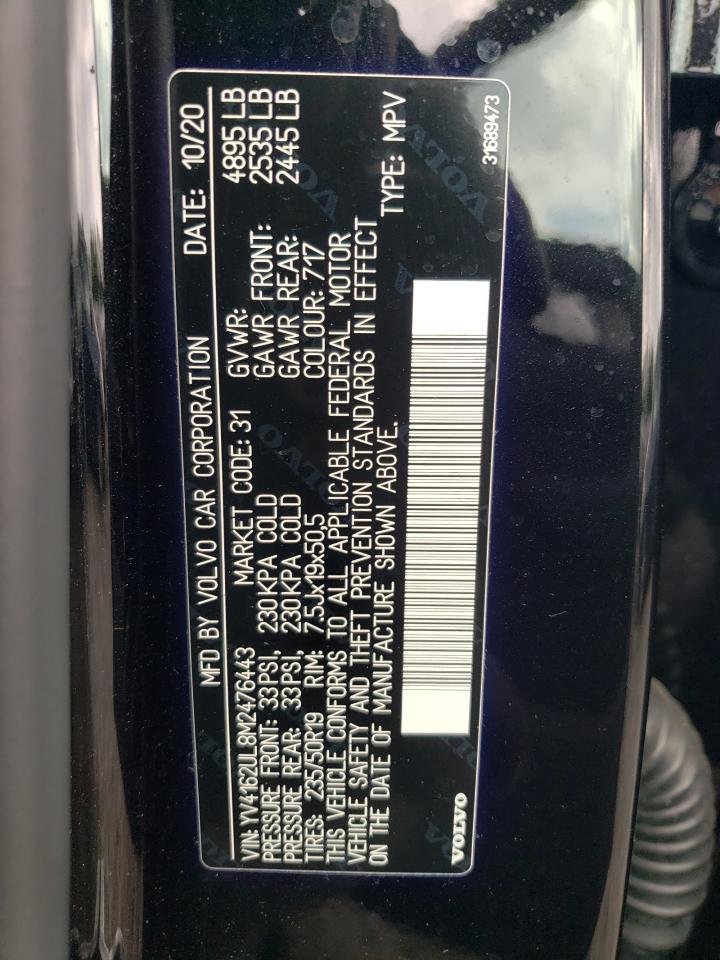 MFD BY VOLVO CAR CORPORATION DATE: 10/20
VIN: YV4162UL8M2476443 MARKET CODE: 31 GVWR: 4895 LB
PRESSURE FRONT: 33PSI, 230KPA COLD GAWR FRONT: 2535 LB
PRESSURE REAR: 33PSI, 230KPA COLD GAWR REAR: 2445 LB
TIRES: 235/50R19 RIM: 7.5Jx19x50,5 COLOUR: 717
THIS VEHICLE CONFORMS TO ALL APPLICABLE FEDERAL MOTOR
VEHICLE SAFETY AND THEFT PREVENTION STANDARDS IN EFFECT
ON THE DATE OF MANUFACTURE SHOWN ABOVE. TYPE: MPV
VOLVO
31689473